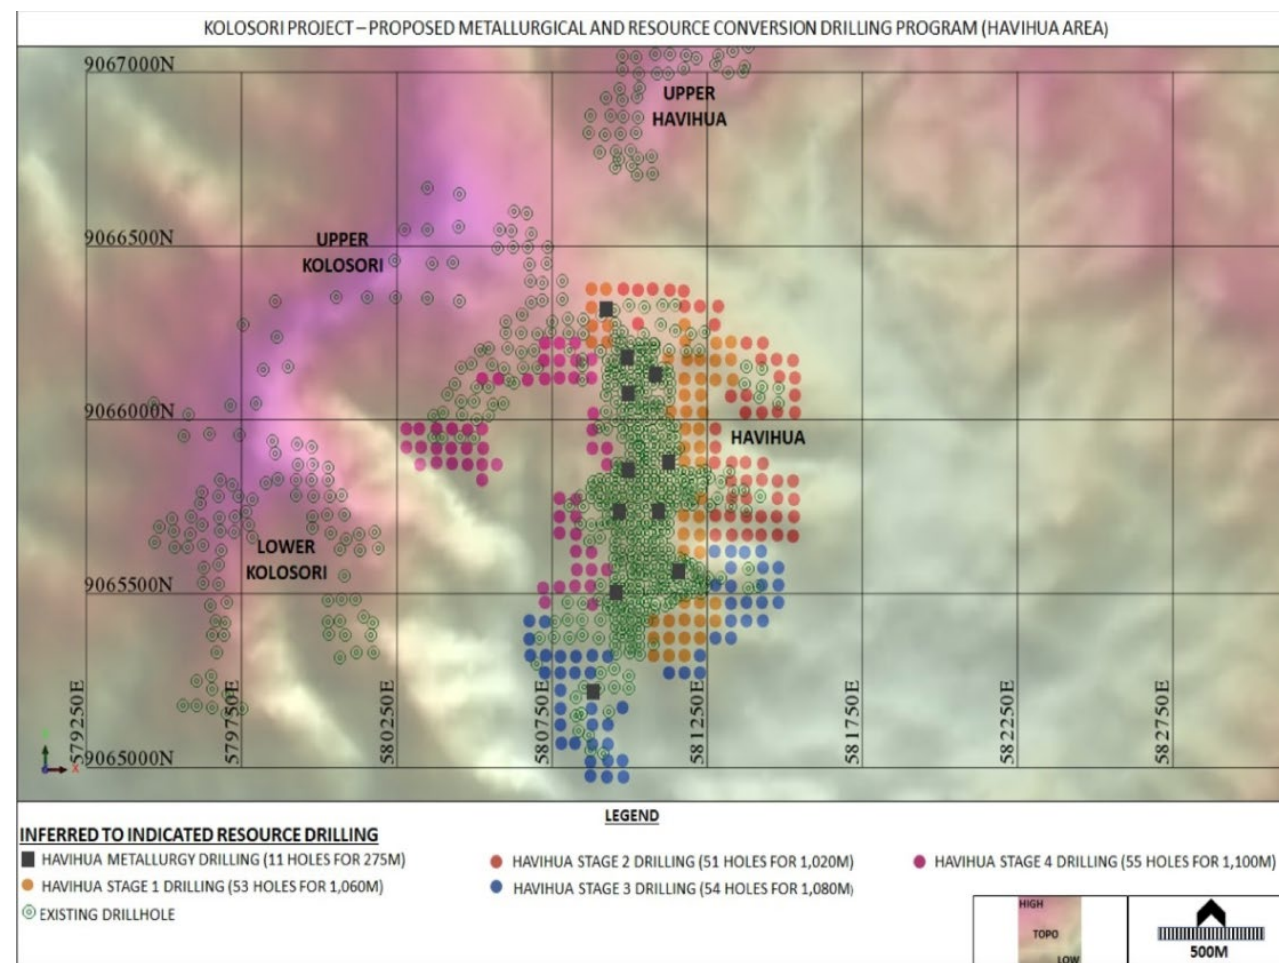 KOLOSORI PROJECT – PROPOSED METALLURGICAL AND RESOURCE CONVERSION DRILLING PROGRAM (HAVIHUA AREA)
9067000N
UPPER
HAVIHUA
9066500N
UPPER
KOLOSORI
9066000N
HAVIHUA
LOWER
KOLOSORI
9065500N
579250E
579750E
580250E
580750E
581250E
581750E
582250E
582750E
9065000N
X
LEGEND
INFERRED TO INDICATED RESOURCE DRILLING
HAVIHUA METALLURGY DRILLING (11 HOLES FOR 275M)
HAVIHUA STAGE 1 DRILLING (53 HOLES FOR 1,060M)
EXISTING DRILLHOLE
HAVIHUA STAGE 2 DRILLING (51 HOLES FOR 1,020M)
HAVIHUA STAGE 3 DRILLING (54 HOLES FOR 1,080M)
HAVIHUA STAGE 4 DRILLING (55 HOLES FOR 1,100M)
HIGH
TOPO
LOW
500M